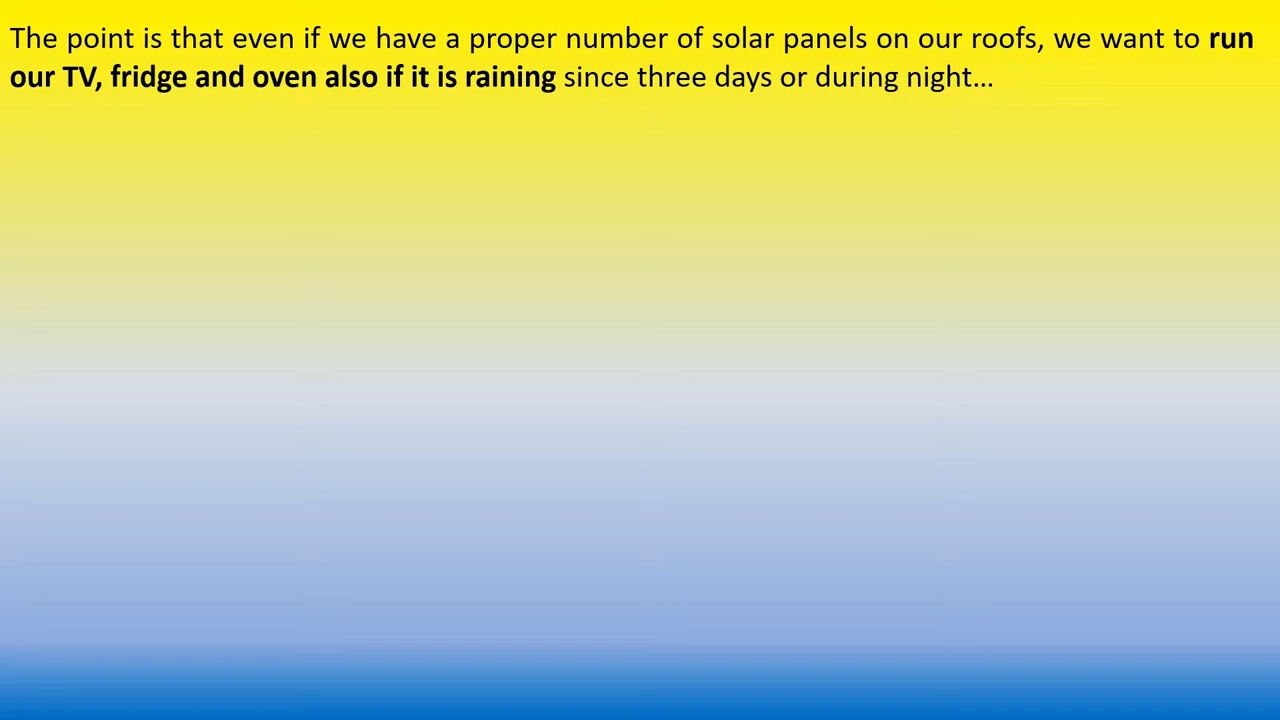 The point is that even if we have a proper number of solar panels on our roofs, we want to run
our TV, fridge and oven also if it is raining since three days or during night…